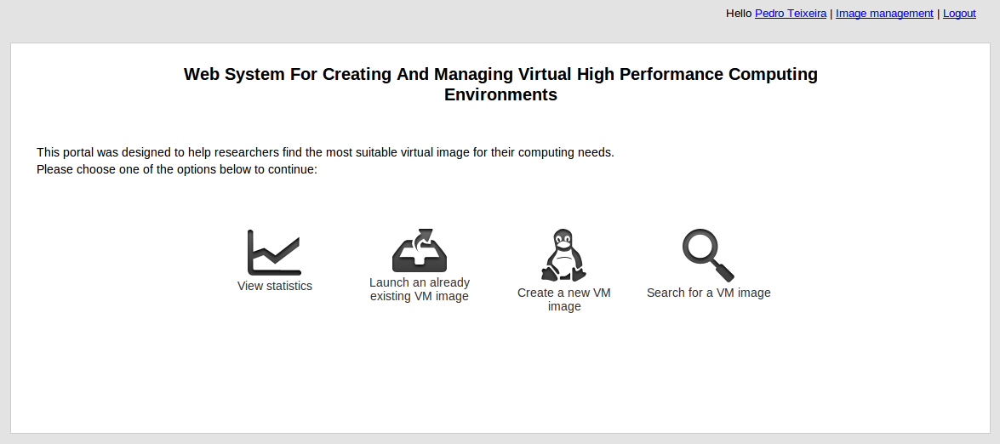 Hello Pedro Teixeira | Image management | Logout
Web System For Creating And Managing Virtual High Performance Computing
Environments
This portal was designed to help researchers find the most suitable virtual image for their computing needs.
Please choose one of the options below to continue:
View statistics
Launch an already
existing VM image
Create a new VM
image
Search for a VM image